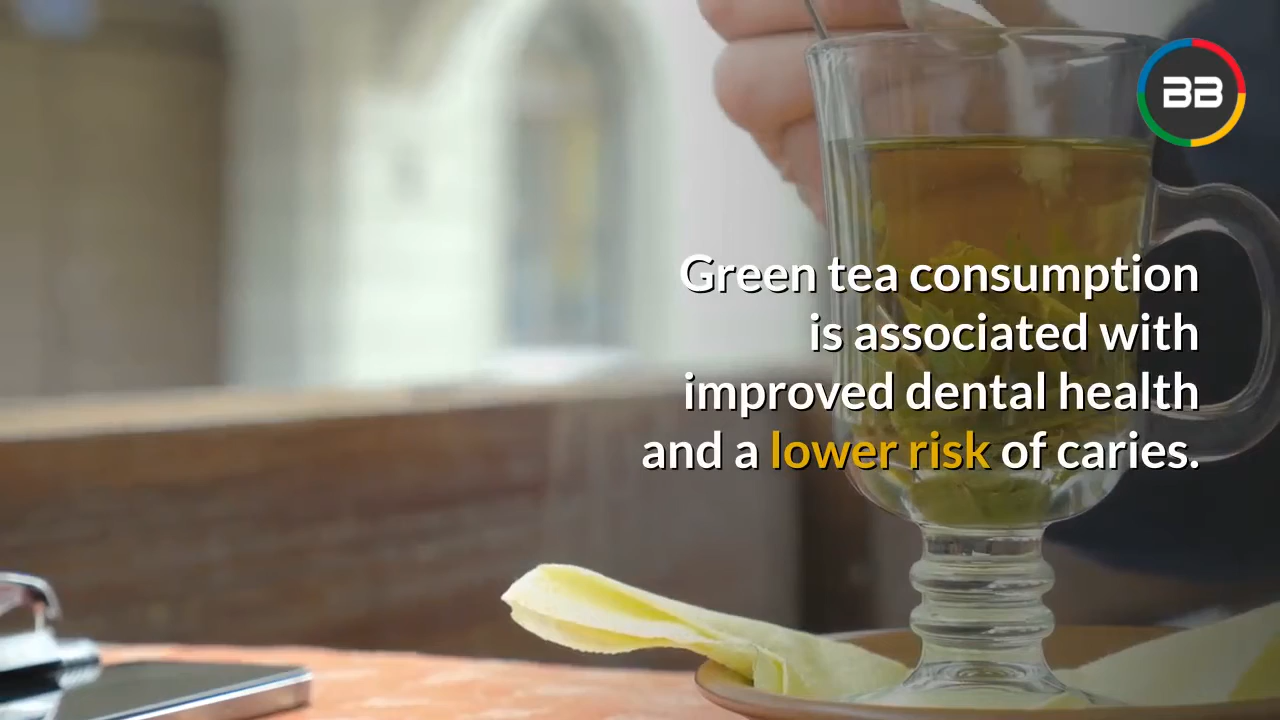 BB
Green tea consumption
is associated with
improved dental health
and a lower risk of caries.